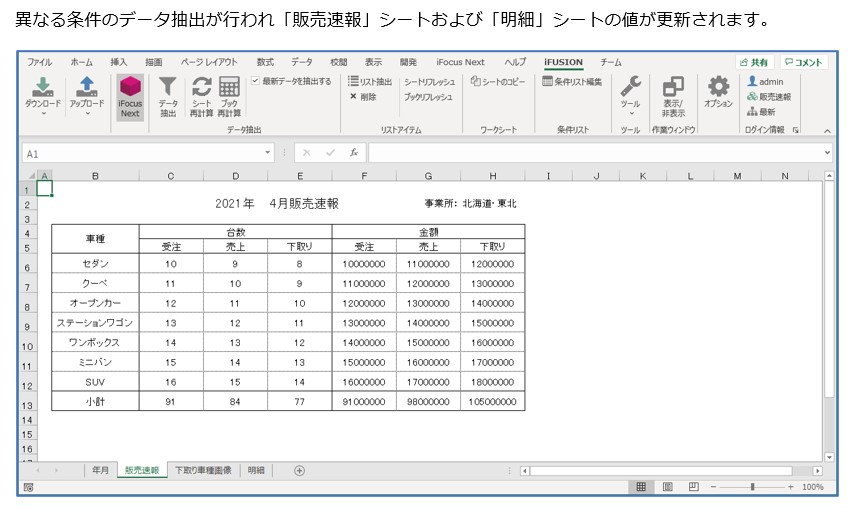 異なる条件のデータ抽出が行われ「販売速報」シートおよび「明細」シートの値が更新されます。
ファイル ホーム 挿入 描画 ページ レイアウト 数式 データ 校閲 表示 開発 iFocus Next ヘルプ iFUSION チーム 共有 コメント
ダウンロード アップロード iFocus Next データ抽出 シート再計算 ブック再計算 最新データを抽出する
データ抽出
リスト抽出 シートリフレッシュ
削除 ブックリフレッシュ
リストアイテム
シートのコピー
ワークシート
条件リスト編集
条件リスト
ツール
ツール
表示/非表示
作業ウィンドウ
オプション
admin
販売速報
最新
ログイン情報
A1 fx
A B C D E F G H I J K L M N
1
2 2021年 4月販売速報 事業所: 北海道・東北
3
4 車種 台数 金額
5 受注 売上 下取り 受注 売上 下取り
6 セダン 10 9 8 10000000 11000000 12000000
7 クーペ 11 10 9 11000000 12000000 13000000
8 オープンカー 12 11 10 12000000 13000000 14000000
9 ステーションワゴン 13 12 11 13000000 14000000 15000000
10 ワンボックス 14 13 12 14000000 15000000 16000000
11 ミニバン 15 14 13 15000000 16000000 17000000
12 SUV 16 15 14 16000000 17000000 18000000
13 小計 91 84 77 91000000 98000000 105000000
14
15
16
年月 販売速報 下取り車種画像 明細
100%